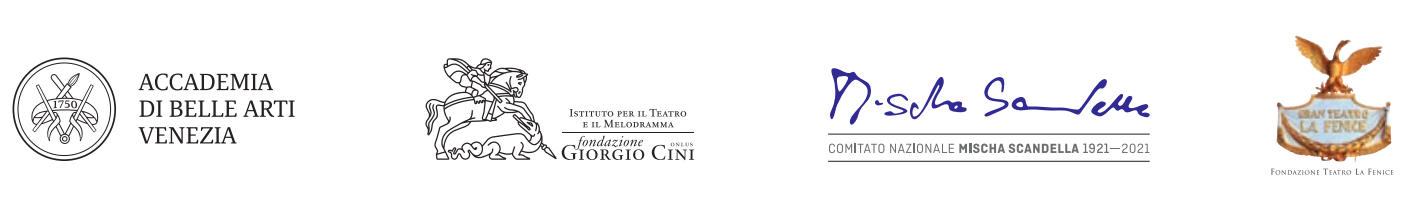 1750
ACCADEMIA
DI BELLE ARTI
VENEZIA
ISTITUTO PER IL TEATRO
E IL MELODRAMMA
fondazione ONLUS
GIORGIO CINI
Mischa Scandella
COMITATO NAZIONALE MISCHA SCANDELLA 1921—2021
GRAN TEATRO
LA FENICE
FONDAZIONE TEATRO LA FENICE